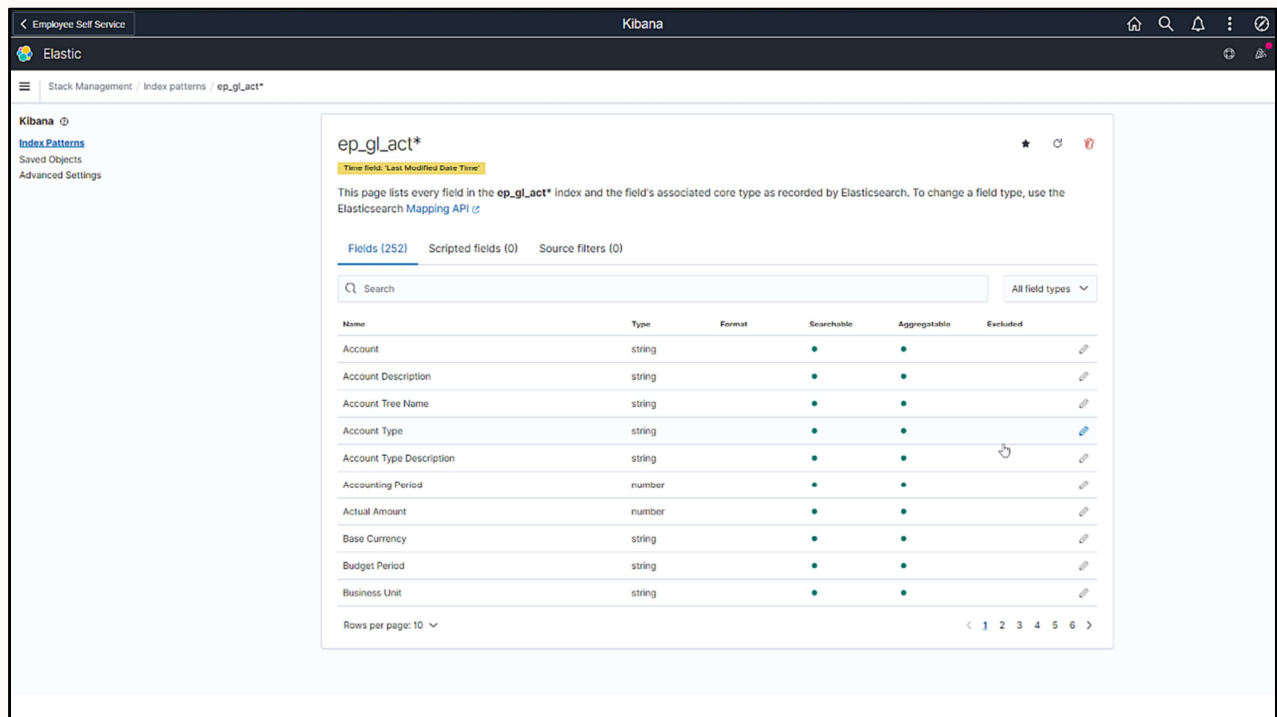 Employee Self Service
Kibana
Elastic
Stack Management / Index patterns / ep_gl_act*
Kibana
Index Patterns
Saved Objects
Advanced Settings
ep_gl_act*
Time field: 'Last Modified Date Time'
This page lists every field in the ep_gl_act* index and the field's associated core type as recorded by Elasticsearch. To change a field type, use the
Elasticsearch Mapping API
Fields (252) Scripted fields (0) Source filters (0)
Search All field types
Name Type Format Searchable Aggregatable Excluded
Account string
Account Description string
Account Tree Name string
Account Type string
Account Type Description string
Accounting Period number
Actual Amount number
Base Currency string
Budget Period string
Business Unit string
Rows per page: 10 < 1 2 3 4 5 6 >